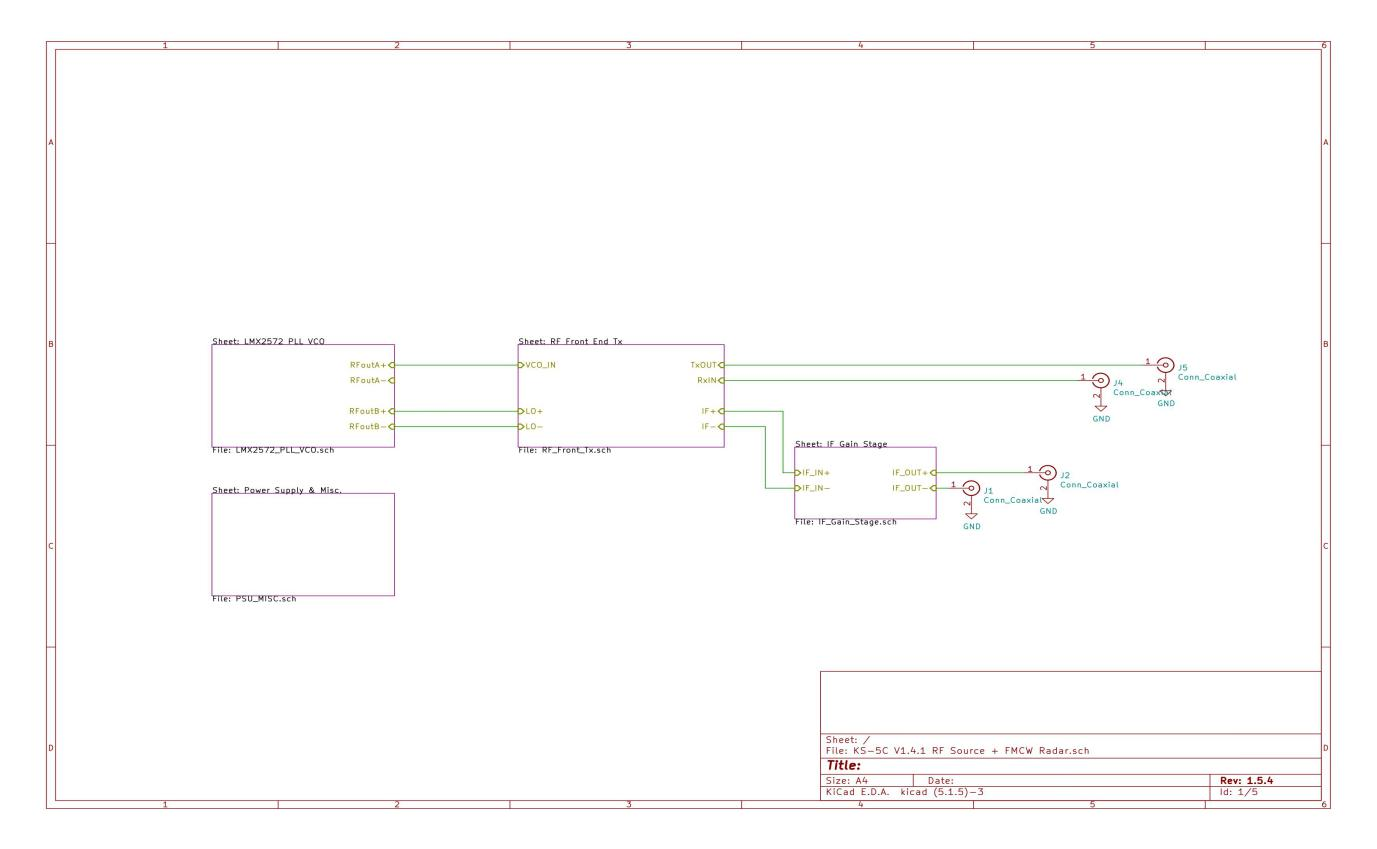 1 2 3 4 5 6
A A
Sheet: LMX2572 PLL VCO
Sheet: RF Front End Tx
B B
RFoutA+
VCO_IN
TxOUT
1
J5
RFoutA-
RxIN
1
J4
Conn_Coaxial
2
Conn_Coaxial
2
GND
GND
RFoutB+
LO+
IF+
RFoutB-
LO-
IF-
File: LMX2572_PLL_VCO.sch
File: RF_Front_Tx.sch
Sheet: IF Gain Stage
IF_IN+
IF_OUT+
1
J2
Conn_Coaxial
2
IF_IN-
IF_OUT-
1
J1
Conn_Coaxial
2
GND
GND
File: IF_Gain_Stage.sch
Sheet: Power Supply & Misc.
C C
File: PSU_MISC.sch
Sheet: /
File: KS-5C V1.4.1 RF Source + FMCW Radar.sch
D D
Title:
Size: A4 Date: Rev: 1.5.4
KiCad E.D.A. kicad (5.1.5)-3 Id: 1/5
1 2 3 4 5 6